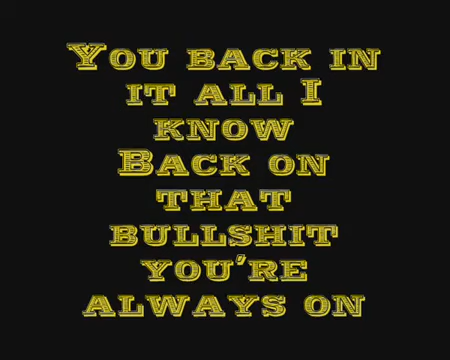 You back in
it all I
know
Back on
that
bullshit
you're
always on